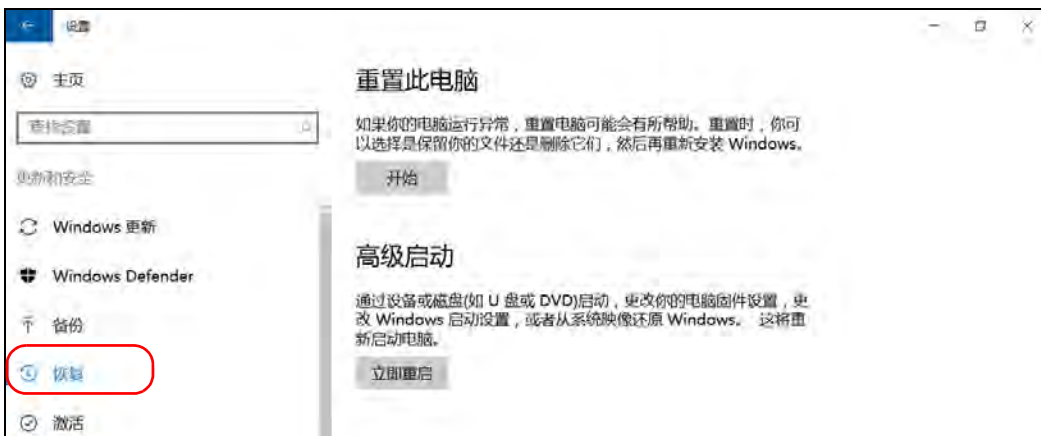 设置
主页
查找设置
更新和安全
Windows 更新
Windows Defender
备份
恢复
激活
重置此电脑
如果你的电脑运行异常，重置电脑可能会有所帮助。重置时，你可
以选择是保留你的文件还是删除它们，然后再重新安装 Windows。
开始
高级启动
通过设备或磁盘(如 U 盘或 DVD)启动，更改你的电脑固件设置，更
改 Windows 启动设置，或者从系统映像还原 Windows。 这将重
新启动电脑。
立即重启